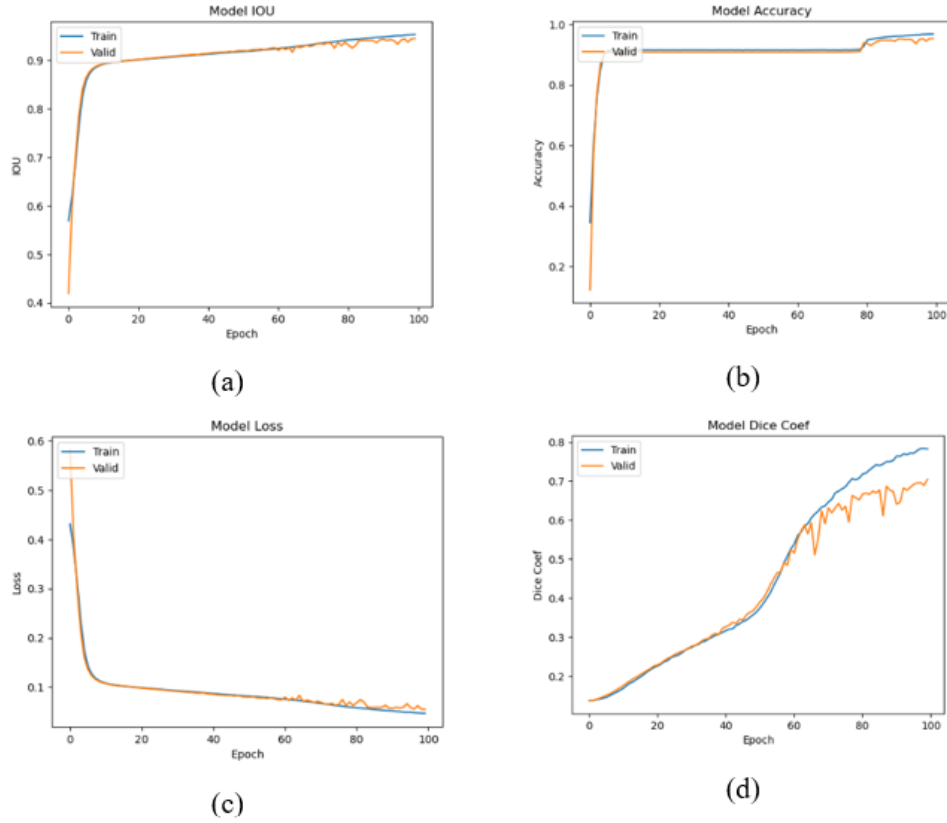 Model IOU
Train
Valid
0.9
0.8
0.7
0.6
0.5
0.4
IOU
0 20 40 60 80 100
Epoch
(a)
Model Accuracy
Train
Valid
1.0
0.8
0.6
0.4
0.2
Accuracy
0 20 40 60 80 100
Epoch
(b)
Model Loss
Train
Valid
0.6
0.5
0.4
0.3
0.2
0.1
Loss
0 20 40 60 80 100
Epoch
(c)
Model Dice Coef
Train
Valid
0.8
0.7
0.6
0.5
0.4
0.3
0.2
Dice Coef
0 20 40 60 80 100
Epoch
(d)